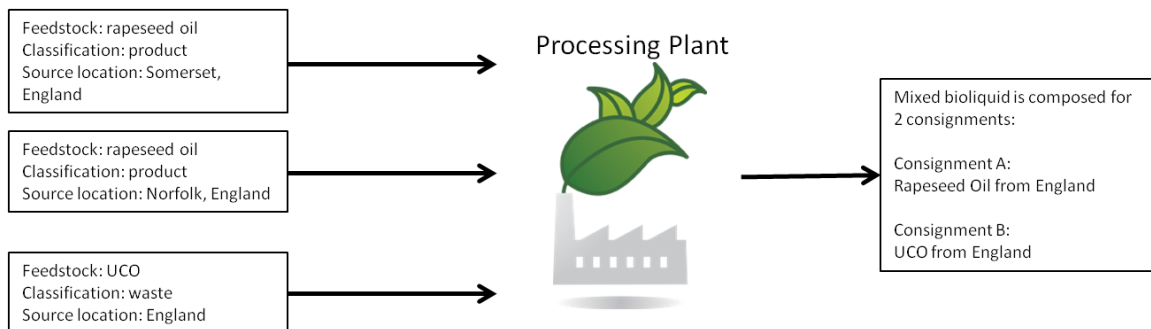 Feedstock: rapeseed oil
Classification: product
Source location: Somerset,
England
Feedstock: rapeseed oil
Classification: product
Source location: Norfolk, England
Feedstock: UCO
Classification: waste
Source location: England
Processing Plant
Mixed bioliquid is composed for
2 consignments:
Consignment A:
Rapeseed Oil from England
Consignment B:
UCO from England